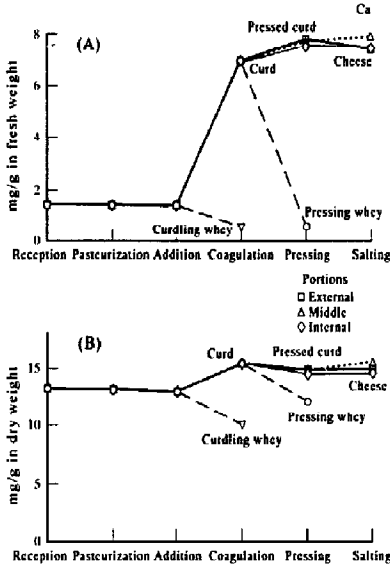 Ca
(A)
Pressed curd
8
Curd
Cheese
6
mg/g in fresh weight
4
2
Curdling whey
Pressing whey
0
Reception Pasteurization Addition Coagulation Pressing Salting
Portions
External
Middle
Internal
(B)
Curd
Pressed curd
15
Cheese
mg/g in dry weight
Pressing whey
10
Curdling whey
5
0
Reception Pasteurization Addition Coagulation Pressing Salting